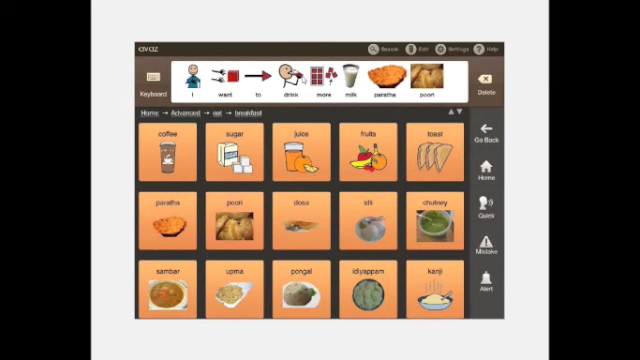 avaz Search Edit Settings Help
Keyboard I want to drink more milk paratha poori Delete
Home → Advanced → eat → breakfast
coffee sugar juice fruits toast Go Back
Home
paratha poori dosa idli chutney Quick
Mistake
sambar upma pongal idiyappam kanji Alert